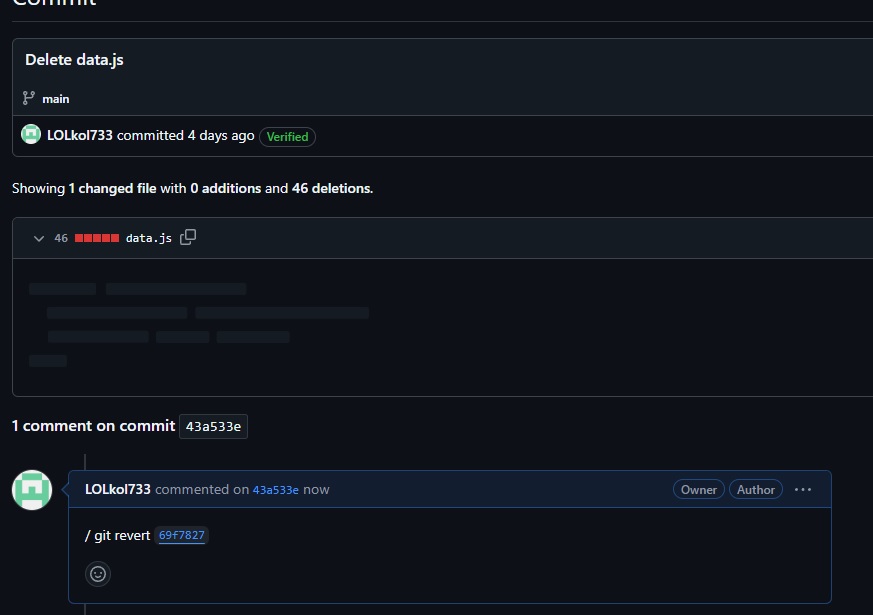 Commit
Delete data.js
main
LOLkol733 committed 4 days ago Verified
Showing 1 changed file with 0 additions and 46 deletions.
46 data.js
1 comment on commit 43a533e
LOLkol733 commented on 43a533e now Owner Author
/ git revert 69f7827